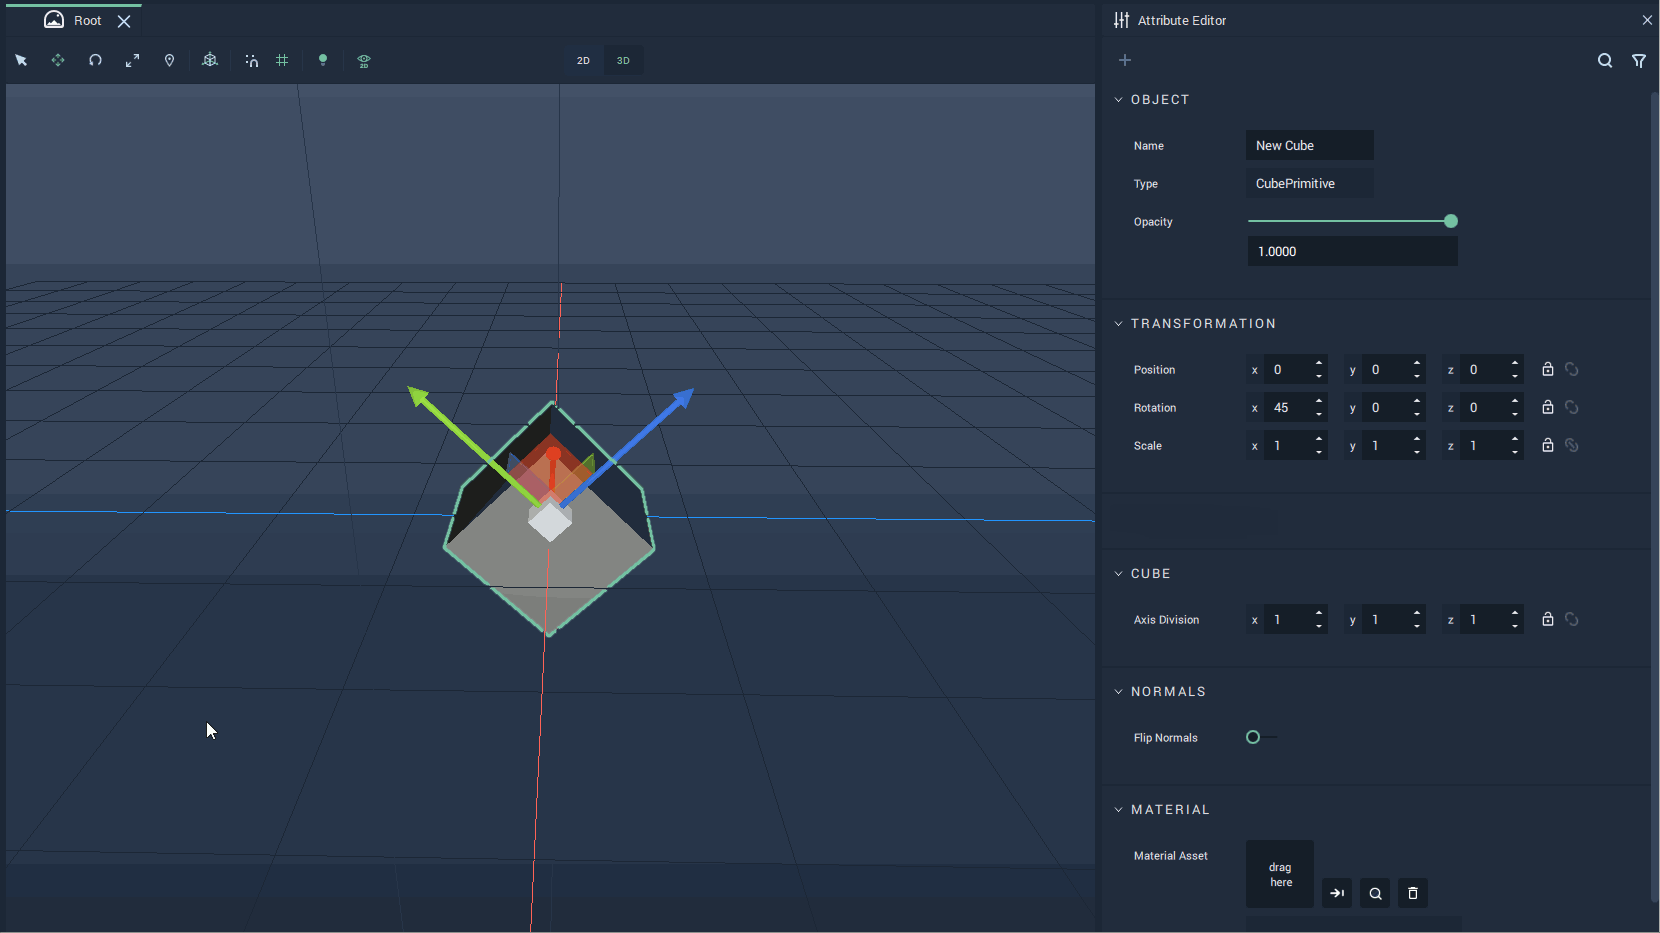 Root
Attribute Editor
2D 3D
2D
OBJECT
Name New Cube
Type CubePrimitive
Opacity
1.0000
TRANSFORMATION
Position x 0 y 0 z 0
Rotation x 45 y 0 z 0
Scale x 1 y 1 z 1
CUBE
Axis Division x 1 y 1 z 1
NORMALS
Flip Normals
MATERIAL
Material Asset drag
here